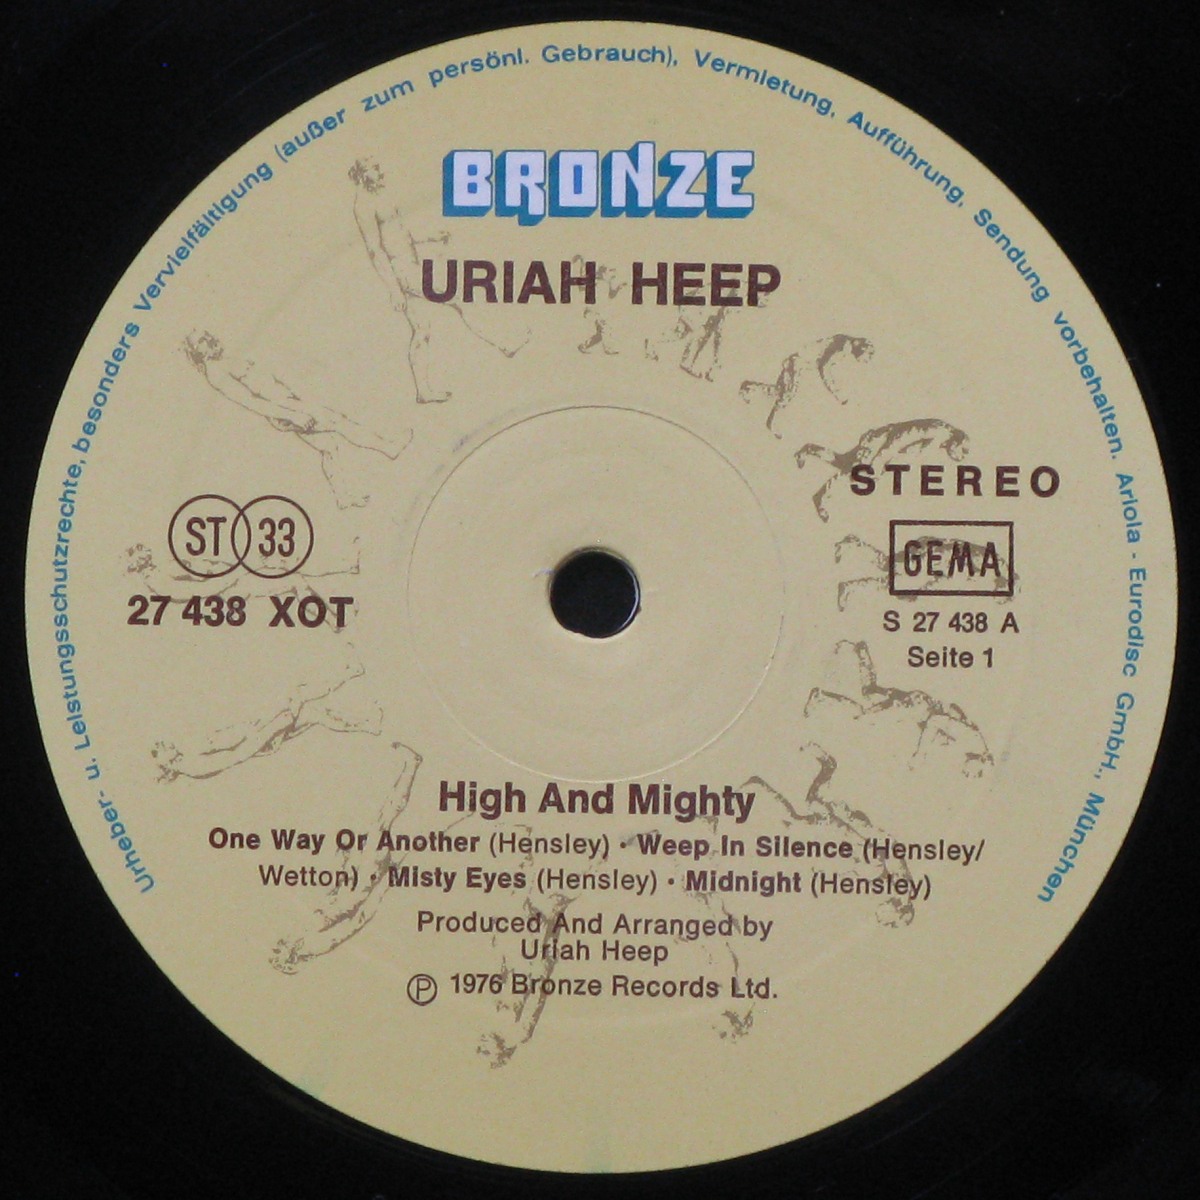 Urheber- u. Leistungsschutzrechte, besonders Vervielfältigung (außer zum persönl. Gebrauch), Vermietung, Aufführung, Sendung vorbehalten. Ariola - Eurodisc GmbH., München
BRONZE
URIAH HEEP
STEREO
ST 33
GEMA
27 438 XOT
S 27 438 A
Seite 1
High And Mighty
One Way Or Another (Hensley) · Weep In Silence (Hensley/
Wetton) · Misty Eyes (Hensley) · Midnight (Hensley)
Produced And Arranged by
Uriah Heep
℗ 1976 Bronze Records Ltd.